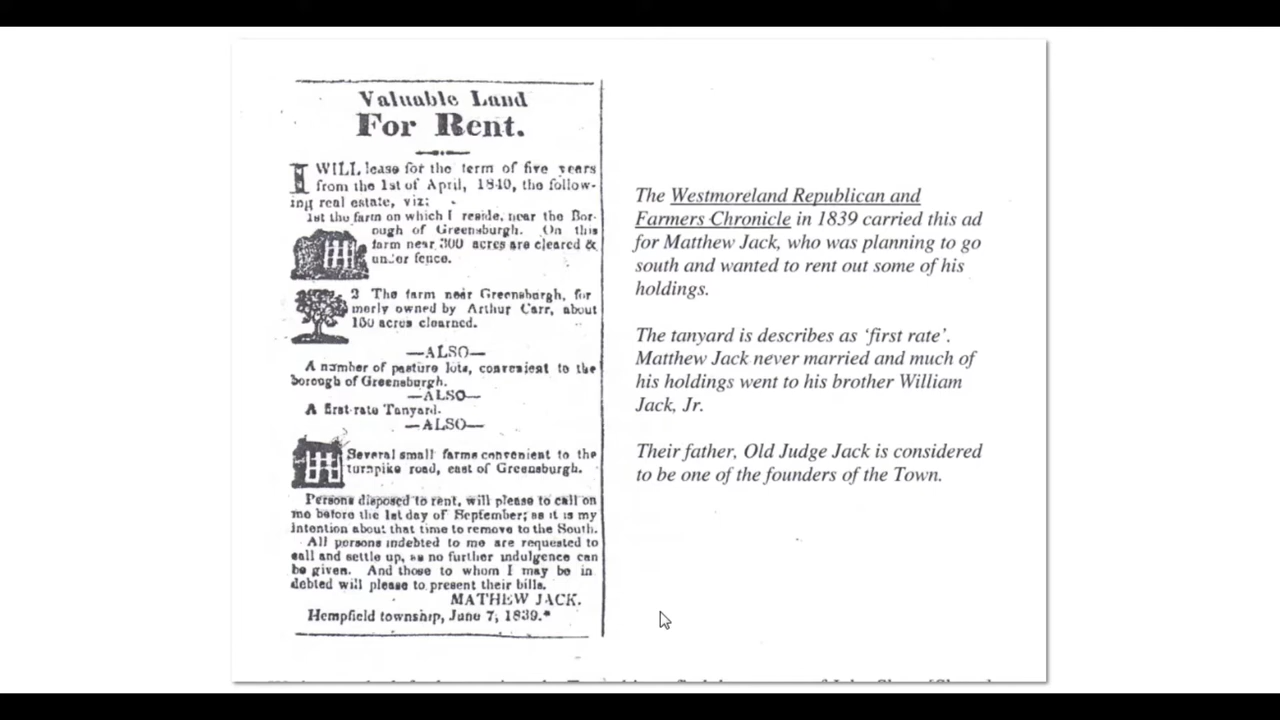 Valuable Land
For Rent.
I WILL lease for the term of five years
from the 1st of April, 1840, the follow-
ing real estate, viz:
1st the farm on which I reside, near the Bor-
ough of Greensburgh. On this
farm near 300 acres are cleared &
under fence.
2 The farm near Greensburgh, for
merly owned by Arthur Carr, about
150 acres clearned.
—ALSO—
A number of pasture lots, convenient to the
borough of Greensburgh.
—ALSO—
A first-rate Tanyard.
—ALSO—
Several small farms convenient to the
turnpike road, east of Greensburgh.
Persons disposed to rent, will please to call on
me before the 1st day of September; as it is my
intention about that time to remove to the South.
All persons indebted to me are requested to
call and settle up, as no further indulgence can
be given. And those to whom I may be in
debted will please to present their bills.
MATHEW JACK.
Hempfield township, June 7, 1839.*
The Westmoreland Republican and
Farmers Chronicle in 1839 carried this ad
for Matthew Jack, who was planning to go
south and wanted to rent out some of his
holdings.
The tanyard is describes as ‘first rate’.
Matthew Jack never married and much of
his holdings went to his brother William
Jack, Jr.
Their father, Old Judge Jack is considered
to be one of the founders of the Town.